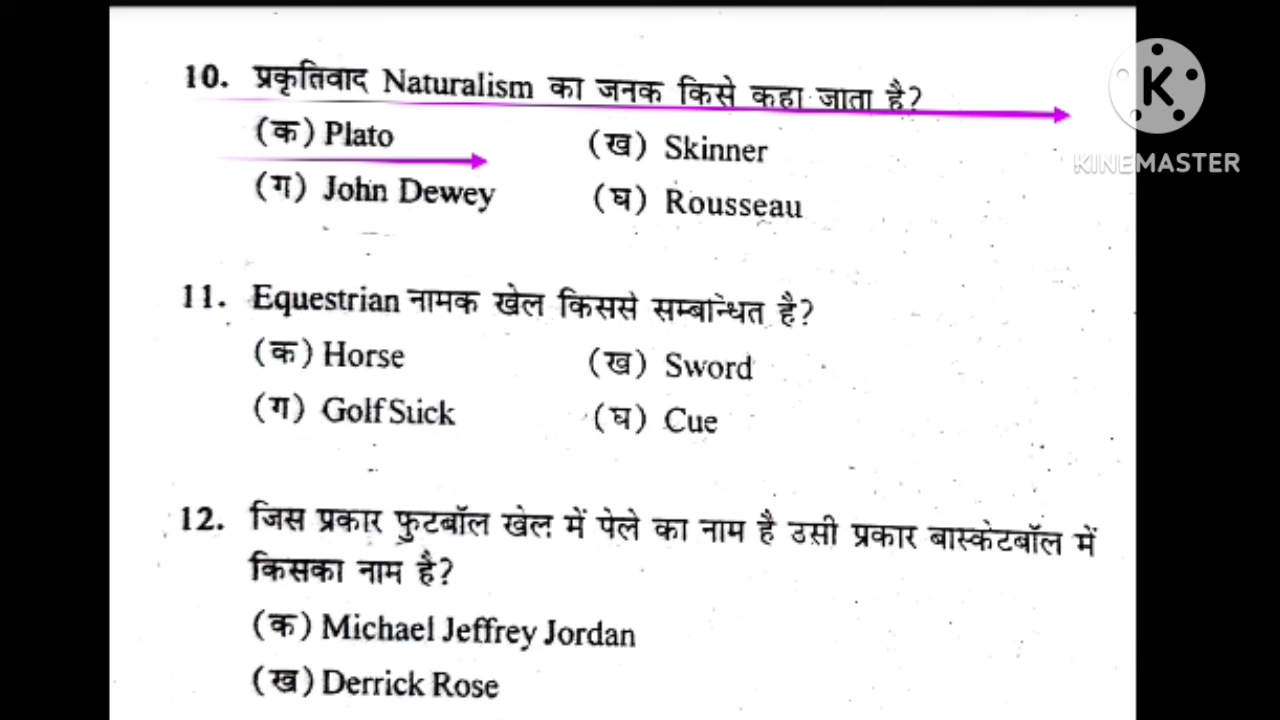 10. प्रकृतिवाद Naturalism का जनक किसे कहा जाता है?
(क) Plato (ख) Skinner
(ग) John Dewey (घ) Rousseau
11. Equestrian नामक खेल किससे सम्बन्धित है?
(क) Horse (ख) Sword
(ग) Golf Stick (घ) Cue
12. जिस प्रकार फुटबॉल खेल में पेले का नाम है उसी प्रकार बास्केटबॉल में
किसका नाम है?
(क) Michael Jeffrey Jordan
(ख) Derrick Rose
K
KINEMASTER